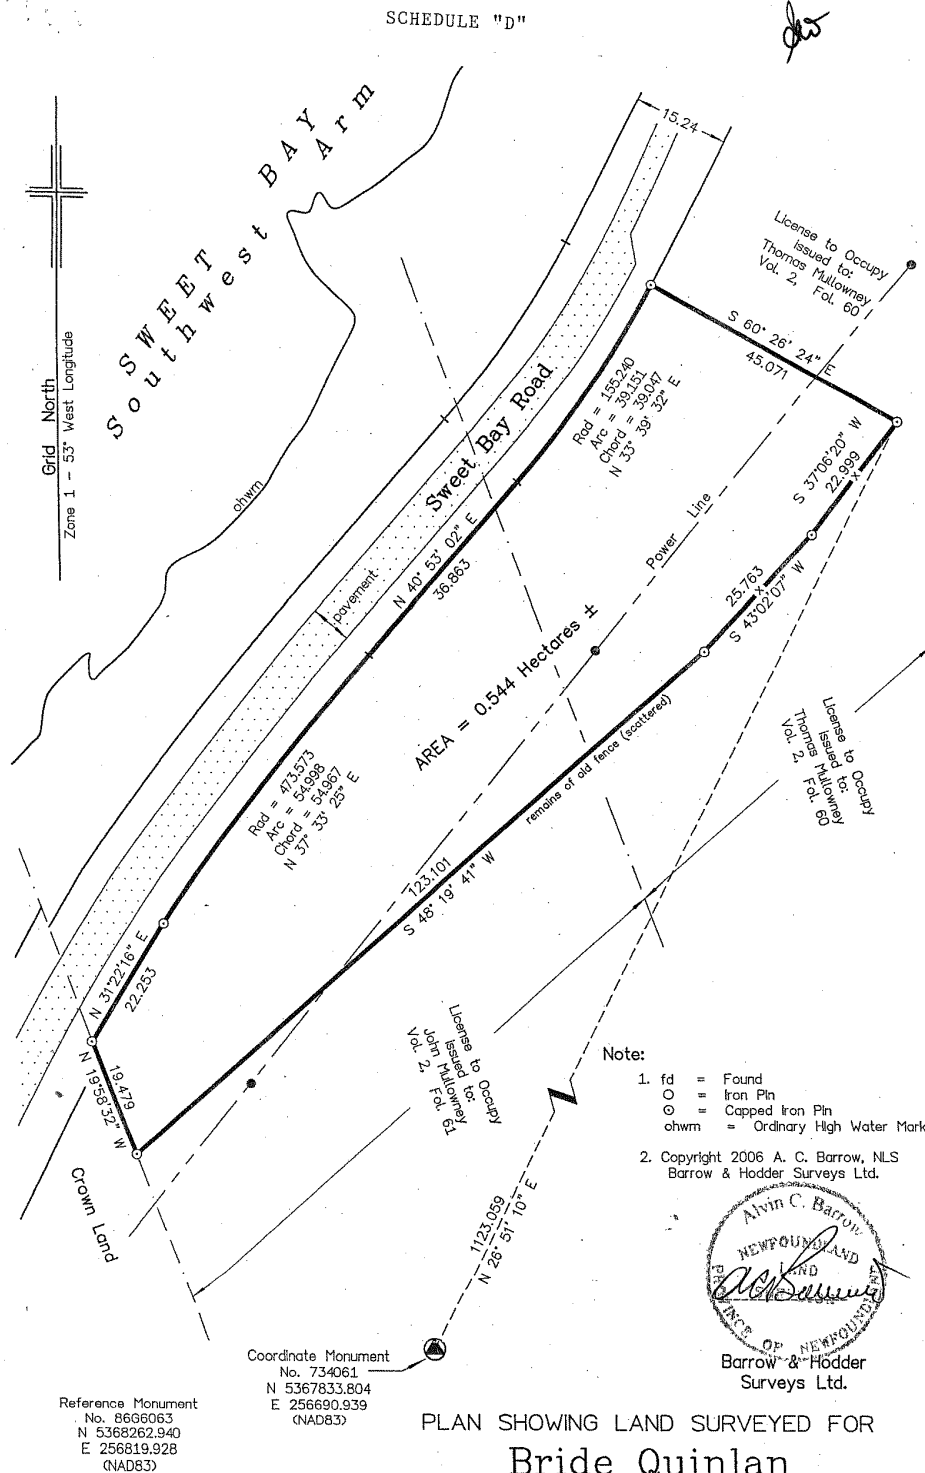 SCHEDULE "D"
15.24
SWEET BAY
Southwest Arm
Grid North
Zone 1 - 53° West Longitude
ohwm
License to Occupy
issued to:
Thomas Mullowney
Vol. 2, Fol. 60
S 60° 26' 24" E
45.071
Sweet Bay Road
Rad = 155.240
Arc = 39.151
Chord = 39.047
N 33° 39' 32" E
S 37°06'20" W
22.999
x
Power Line
N 40° 53' 02" E
36.863
pavement
25.763
x
S 43°02'07" W
AREA = 0.544 Hectares ±
remains of old fence (scattered)
License to Occupy
issued to:
Thomas Mullowney
Vol. 2, Fol. 60
Rad = 473.573
Arc = 54.998
Chord = 54.967
N 37° 33' 25" E
123.101
S 48° 19' 41" W
N 31°22'16" E
22.253
19.479
N 19°58'32" W
License to Occupy
issued to:
John Mullowney
Vol. 2, Fol. 61
Crown Land
1123.059
N 26° 51' 10" E
Note:
1. fd = Found
O = Iron Pin
⊙ = Capped Iron Pin
ohwm = Ordinary High Water Mark
2. Copyright 2006 A. C. Barrow, NLS
Barrow & Hodder Surveys Ltd.
Alvin C. Barrow
NEWFOUNDLAND
LAND
PROVINCE OF NEWFOUNDLAND
Barrow & Hodder
Surveys Ltd.
Coordinate Monument
No. 734061
N 5367833.804
E 256690.939
(NAD83)
Reference Monument
No. 86G6063
N 5368262.940
E 256819.928
(NAD83)
PLAN SHOWING LAND SURVEYED FOR
Bride Quinlan